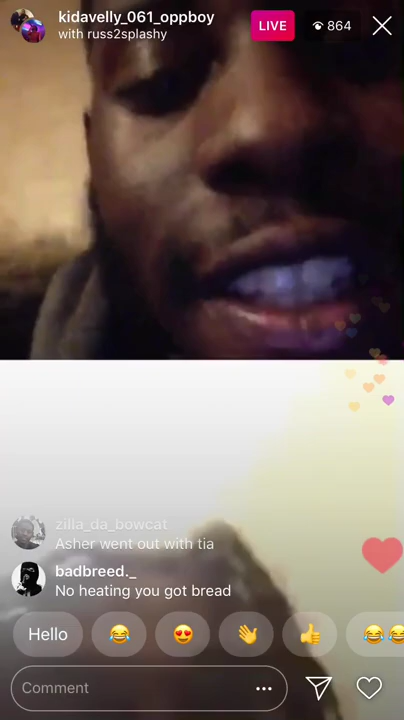 kidavelly_061_oppboy
with russ2splashy
LIVE
864
zilla_da_bowcat
Asher went out with tia
badbreed._
No heating you got bread
Hello
Comment